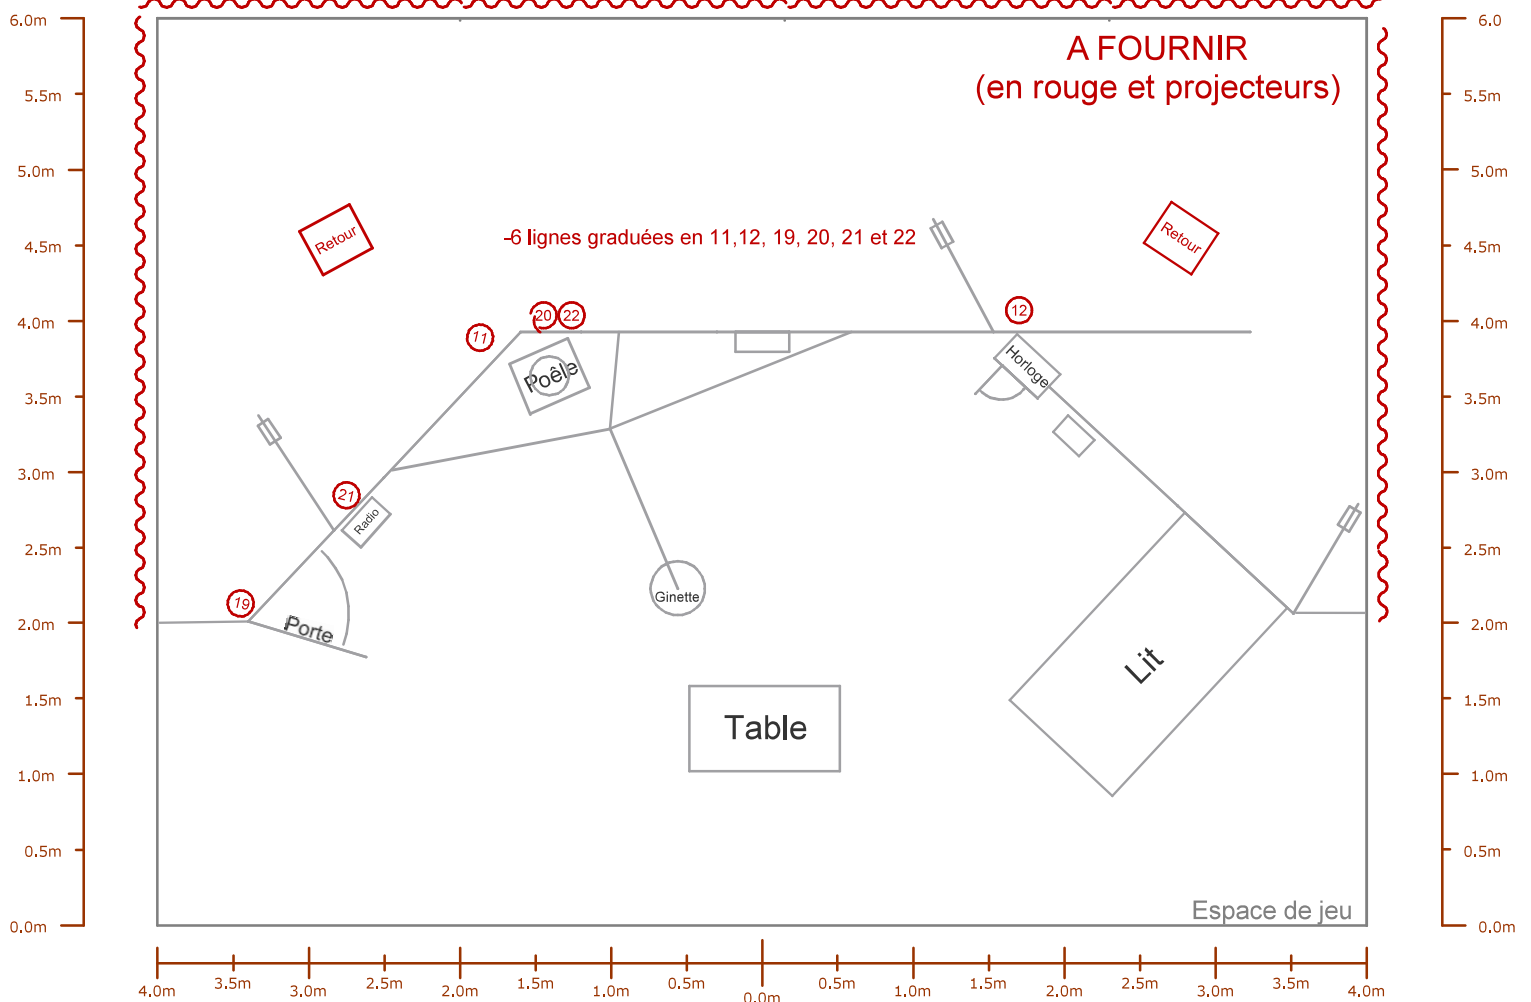 A FOURNIR
(en rouge et projecteurs)
6.0m
5.5m
5.0m
4.5m
4.0m
3.5m
3.0m
2.5m
2.0m
1.5m
1.0m
0.5m
0.0m
6.0
5.5m
5.0m
4.5m
4.0m
3.5m
3.0m
2.5m
2.0m
1.5m
1.0m
0.5m
0.0m
Retour
-6 lignes graduées en 11,12, 19, 20, 21 et 22
Retour
20
22
12
11
Poêle
Horloge
21
Radio
19
Porte
Ginette
Lit
Table
Espace de jeu
4.0m
3.5m
3.0m
2.5m
2.0m
1.5m
1.0m
0.5m
0.0m
0.5m
1.0m
1.5m
2.0m
2.5m
3.0m
3.5m
4.0m